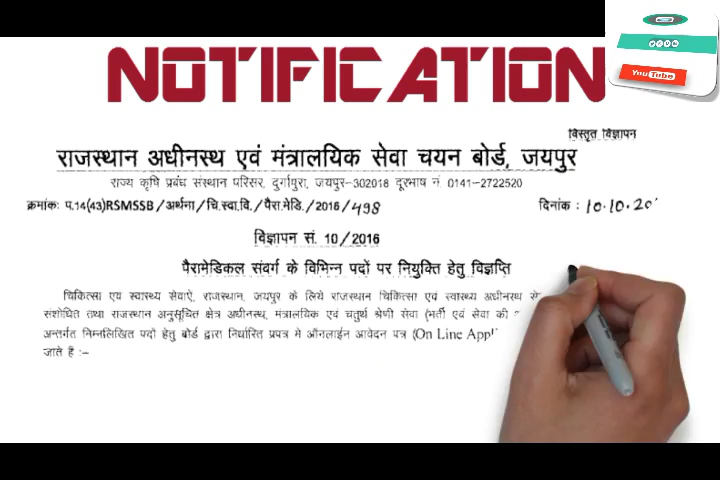 NOTIFICATION
YouTube
विस्तृत विज्ञापन
राजस्थान अधीनस्थ एवं मंत्रालयिक सेवा चयन बोर्ड, जयपुर
राज्य कृषि प्रबंध संस्थान परिसर, दुर्गापुरा, जयपुर–302018 दूरभाष नं. 0141–2722520
क्रमांकः प.14(43)RSMSSB/अर्थना/चि.स्वा.वि./पैरा.मेडि./2016/498 दिनांक : 10.10.20
विज्ञापन सं. 10/2016
पैरामेडिकल संवर्ग के विभिन्न पदों पर नियुक्ति हेतु विज्ञप्ति
चिकित्सा एवं स्वास्थ्य सेवाऐं, राजस्थान, जयपुर के लिये राजस्थान चिकित्सा एवं स्वास्थ्य अधीनस्थ
संशोधित तथा राजस्थान अनुसूचित क्षेत्र अधीनस्थ, मंत्रालयिक एवं चतुर्थ श्रेणी सेवा (भर्ती एवं सेवा की
अन्तर्गत निम्नलिखित पदों हेतु बोर्ड द्वारा निर्धारित प्रपत्र में ऑनलाईन आवेदन पत्र (On Line
जाते हैं :–